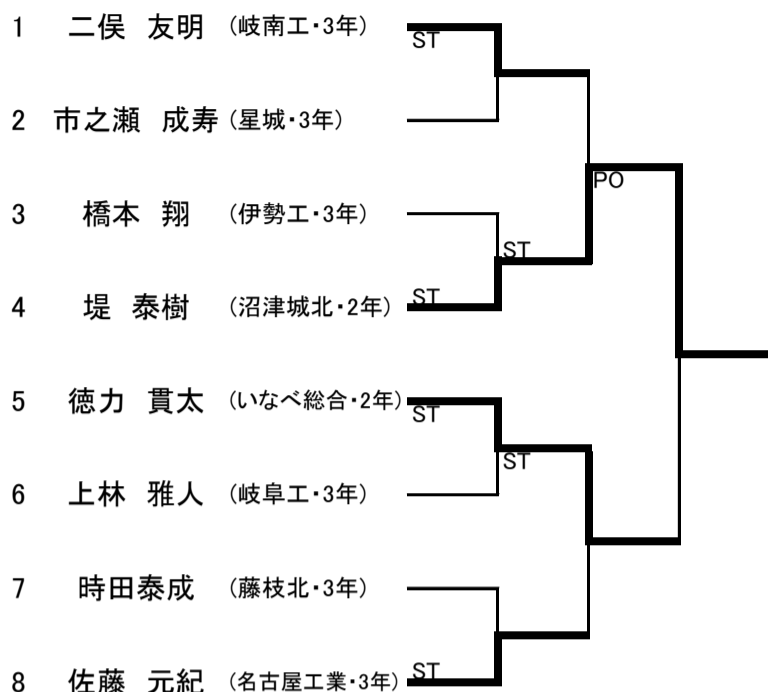 1 二俣 友明 (岐南工・3年)
ST
2 市之瀬 成寿 (星城・3年)
PO
3 橋本 翔 (伊勢工・3年)
ST
4 堤 泰樹 (沼津城北・2年)
ST
5 徳力 貫太 (いなべ総合・2年)
ST
ST
6 上林 雅人 (岐阜工・3年)
7 時田泰成 (藤枝北・3年)
8 佐藤 元紀 (名古屋工業・3年)
ST